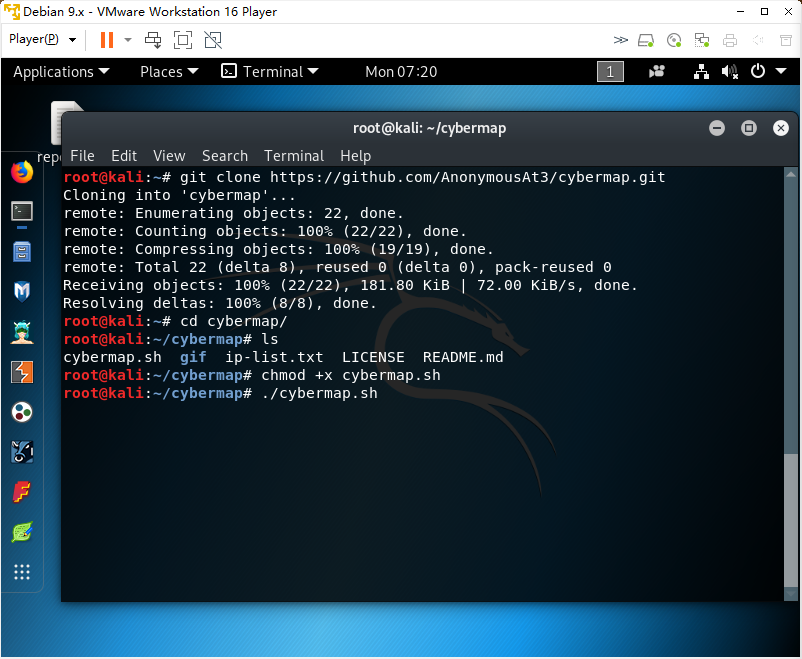 Debian 9.x - VMware Workstation 16 Player
Player(P)
Applications Places Terminal Mon 07:20 1
root@kali: ~/cybermap
File Edit View Search Terminal Help
root@kali:~# git clone https://github.com/AnonymousAt3/cybermap.git
Cloning into 'cybermap'...
remote: Enumerating objects: 22, done.
remote: Counting objects: 100% (22/22), done.
remote: Compressing objects: 100% (19/19), done.
remote: Total 22 (delta 8), reused 0 (delta 0), pack-reused 0
Receiving objects: 100% (22/22), 181.80 KiB | 72.00 KiB/s, done.
Resolving deltas: 100% (8/8), done.
root@kali:~# cd cybermap/
root@kali:~/cybermap# ls
cybermap.sh gif ip-list.txt LICENSE README.md
root@kali:~/cybermap# chmod +x cybermap.sh
root@kali:~/cybermap# ./cybermap.sh